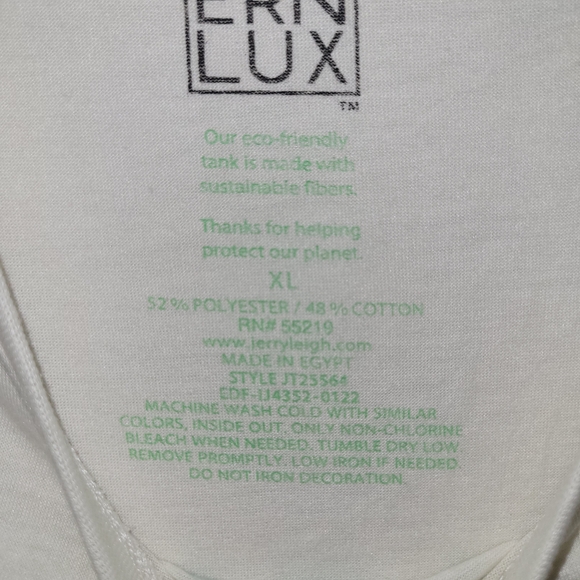 ERN
LUX
TM
Our eco-friendly
tank is made with
sustainable fibers.
Thanks for helping
protect our planet.
XL
52% POLYESTER / 48% COTTON
RN# 55219
www.jerryleigh.com
MADE IN EGYPT
STYLE JT25564
EDF-IJ4352-0122
MACHINE WASH COLD WITH SIMILAR
COLORS, INSIDE OUT, ONLY NON-CHLORINE
BLEACH WHEN NEEDED. TUMBLE DRY LOW.
REMOVE PROMPTLY. LOW IRON IF NEEDED.
DO NOT IRON DECORATION.